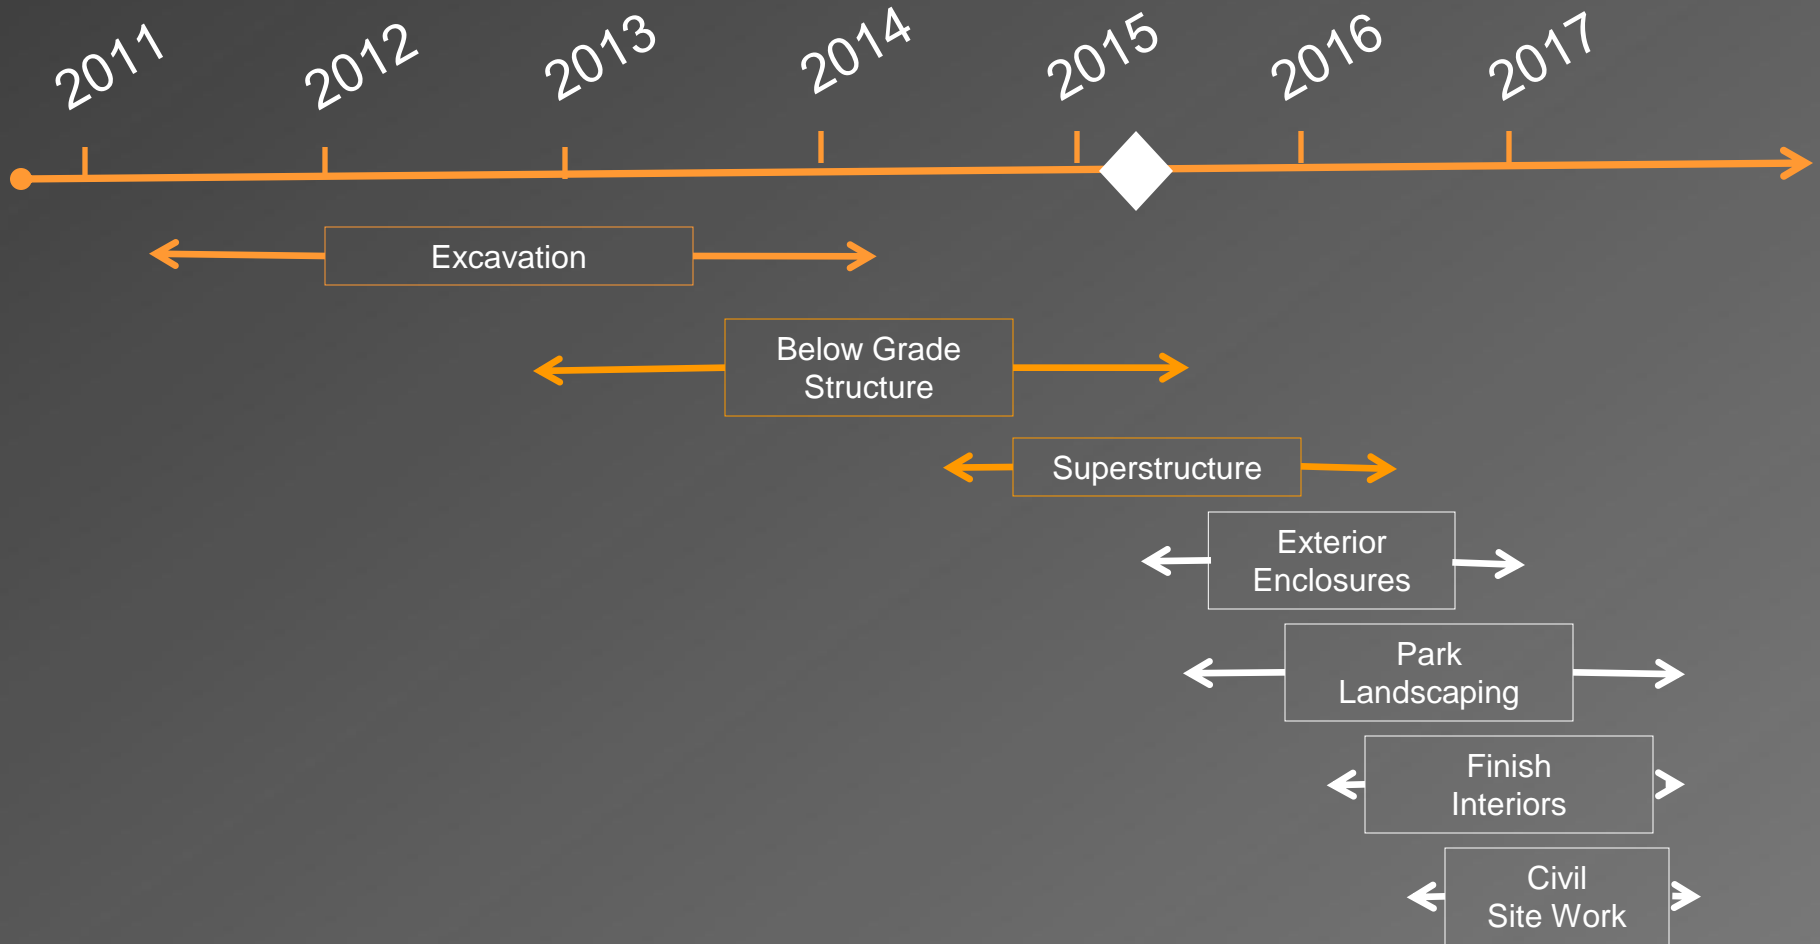 2011
2012
2013
2014
2015
2016
2017
Excavation
Below Grade
Structure
Superstructure
Exterior
Enclosures
Park
Landscaping
Finish
Interiors
Civil
Site Work